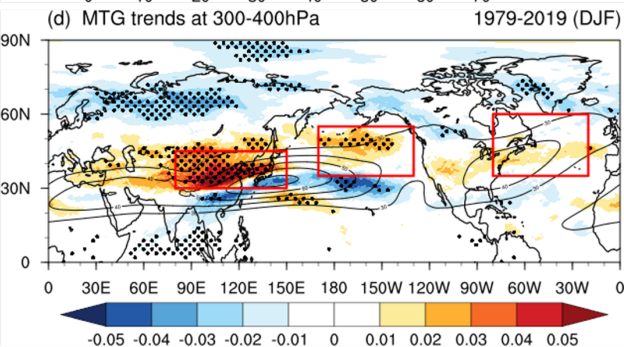 (d) MTG trends at 300-400hPa 1979-2019 (DJF)
90N
60N
30N
0
0 30E 60E 90E 120E 150E 180 150W 120W 90W 60W 30W
-0.05 -0.04 -0.03 -0.02 -0.01 0 0.01 0.02 0.03 0.04 0.05